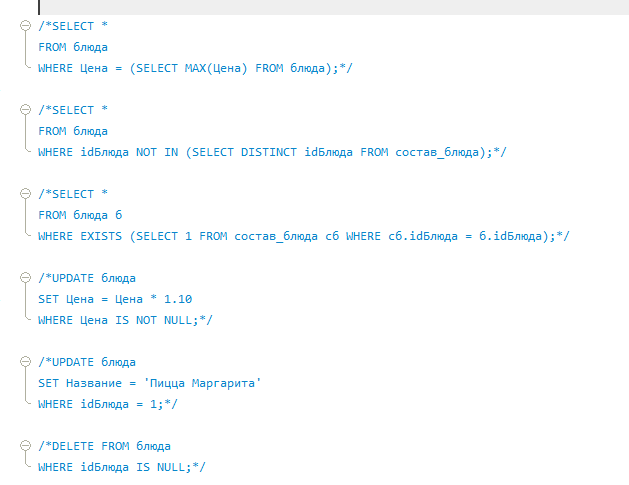 /*SELECT *
FROM блюда
WHERE Цена = (SELECT MAX(Цена) FROM блюда);*/
/*SELECT *
FROM блюда
WHERE idБлюда NOT IN (SELECT DISTINCT idБлюда FROM состав_блюда);*/
/*SELECT *
FROM блюда б
WHERE EXISTS (SELECT 1 FROM состав_блюда сб WHERE сб.idБлюда = б.idБлюда);*/
/*UPDATE блюда
SET Цена = Цена * 1.10
WHERE Цена IS NOT NULL;*/
/*UPDATE блюда
SET Название = 'Пицца Маргарита'
WHERE idБлюда = 1;*/
/*DELETE FROM блюда
WHERE idБлюда IS NULL;*/